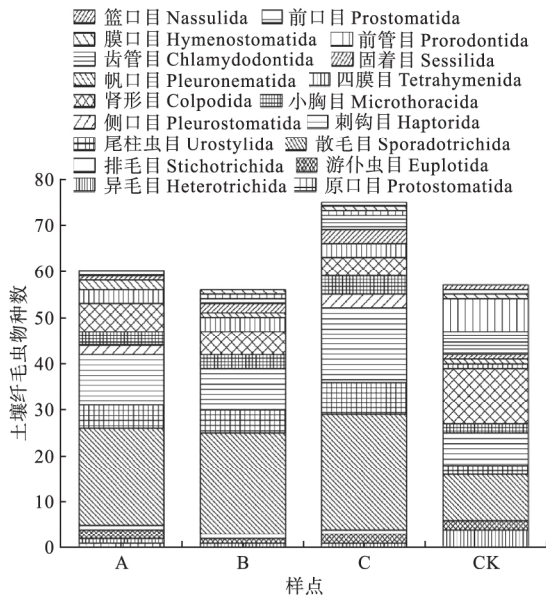 篮口目 Nassulida 前口目 Prostomatida
膜口目 Hymenostomatida 前管目 Prorodontida
齿管目 Chlamydodontida 固着目 Sessilida
帆口目 Pleuronematida 四膜目 Tetrahymenida
肾形目 Colpodida 小胸目 Microthoracida
侧口目 Pleurostomatida 刺钩目 Haptorida
尾柱虫目 Urostylida 散毛目 Sporadotrichida
排毛目 Stichotrichida 游仆虫目 Euplotida
异毛目 Heterotrichida 原口目 Protostomatida
80
70
60
50
40
30
20
10
0
土壤纤毛虫物种数
A B C CK
样点